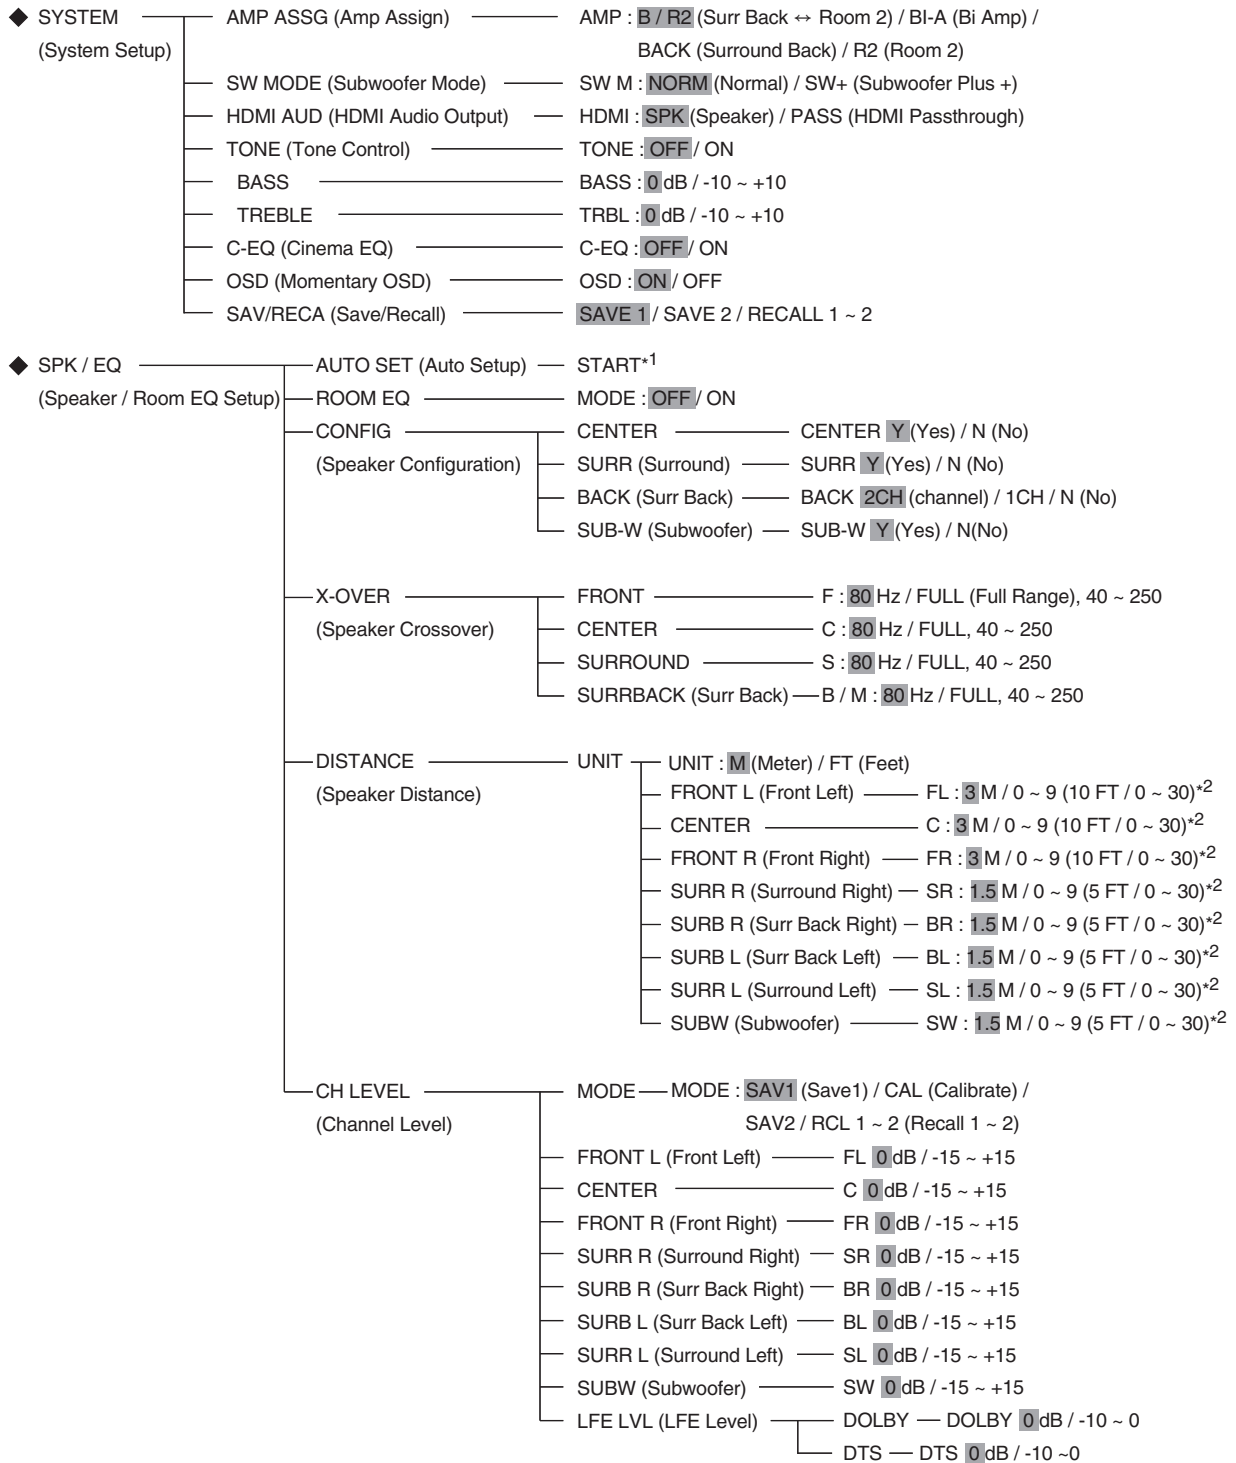 ◆ SYSTEM AMP ASSG (Amp Assign) AMP : B / R2 (Surr Back ↔ Room 2) / BI-A (Bi Amp) /
(System Setup) BACK (Surround Back) / R2 (Room 2)
SW MODE (Subwoofer Mode) SW M : NORM (Normal) / SW+ (Subwoofer Plus +)
HDMI AUD (HDMI Audio Output) HDMI : SPK (Speaker) / PASS (HDMI Passthrough)
TONE (Tone Control) TONE : OFF / ON
BASS BASS : 0 dB / -10 ~ +10
TREBLE TRBL : 0 dB / -10 ~ +10
C-EQ (Cinema EQ) C-EQ : OFF / ON
OSD (Momentary OSD) OSD : ON / OFF
SAV/RECA (Save/Recall) SAVE 1 / SAVE 2 / RECALL 1 ~ 2
◆ SPK / EQ AUTO SET (Auto Setup) START*1
(Speaker / Room EQ Setup) ROOM EQ MODE : OFF / ON
CONFIG CENTER CENTER Y (Yes) / N (No)
(Speaker Configuration) SURR (Surround) SURR Y (Yes) / N (No)
BACK (Surr Back) BACK 2CH (channel) / 1CH / N (No)
SUB-W (Subwoofer) SUB-W Y (Yes) / N(No)
X-OVER FRONT F : 80 Hz / FULL (Full Range), 40 ~ 250
(Speaker Crossover) CENTER C : 80 Hz / FULL, 40 ~ 250
SURROUND S : 80 Hz / FULL, 40 ~ 250
SURRBACK (Surr Back) B / M : 80 Hz / FULL, 40 ~ 250
DISTANCE UNIT UNIT : M (Meter) / FT (Feet)
(Speaker Distance) FRONT L (Front Left) FL : 3 M / 0 ~ 9 (10 FT / 0 ~ 30)*2
CENTER C : 3 M / 0 ~ 9 (10 FT / 0 ~ 30)*2
FRONT R (Front Right) FR : 3 M / 0 ~ 9 (10 FT / 0 ~ 30)*2
SURR R (Surround Right) SR : 1.5 M / 0 ~ 9 (5 FT / 0 ~ 30)*2
SURB R (Surr Back Right) BR : 1.5 M / 0 ~ 9 (5 FT / 0 ~ 30)*2
SURB L (Surr Back Left) BL : 1.5 M / 0 ~ 9 (5 FT / 0 ~ 30)*2
SURR L (Surround Left) SL : 1.5 M / 0 ~ 9 (5 FT / 0 ~ 30)*2
SUBW (Subwoofer) SW : 1.5 M / 0 ~ 9 (5 FT / 0 ~ 30)*2
CH LEVEL MODE MODE : SAV1 (Save1) / CAL (Calibrate) /
(Channel Level) SAV2 / RCL 1 ~ 2 (Recall 1 ~ 2)
FRONT L (Front Left) FL 0 dB / -15 ~ +15
CENTER C 0 dB / -15 ~ +15
FRONT R (Front Right) FR 0 dB / -15 ~ +15
SURR R (Surround Right) SR 0 dB / -15 ~ +15
SURB R (Surr Back Right) BR 0 dB / -15 ~ +15
SURB L (Surr Back Left) BL 0 dB / -15 ~ +15
SURR L (Surround Left) SL 0 dB / -15 ~ +15
SUBW (Subwoofer) SW 0 dB / -15 ~ +15
LFE LVL (LFE Level) DOLBY DOLBY 0 dB / -10 ~ 0
DTS DTS 0 dB / -10 ~0